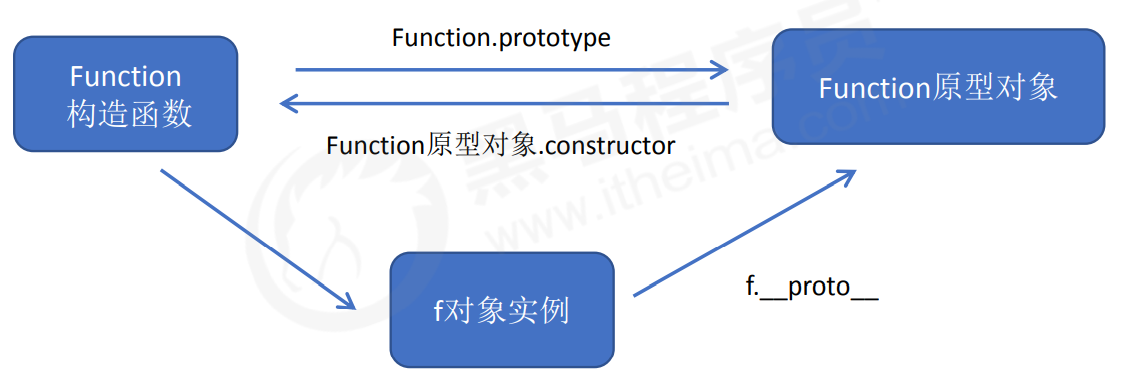 Function.prototype
Function
构造函数
Function原型对象
Function原型对象.constructor
黑马程序员
www.itheima.com
f对象实例
f.__proto__